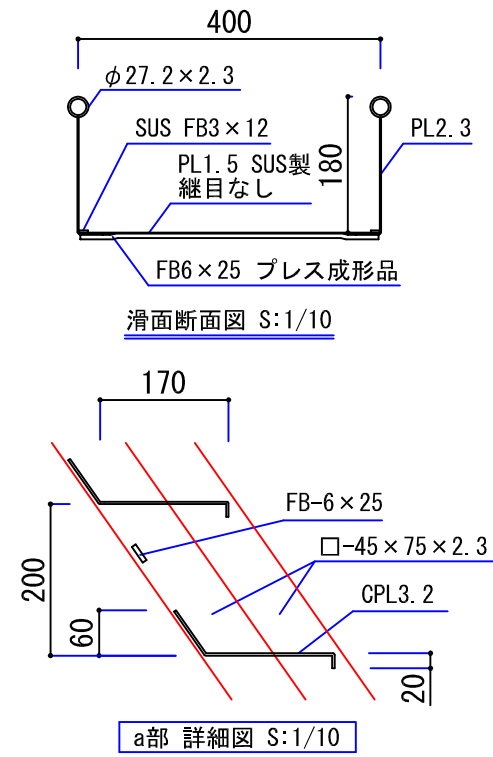 400
φ27.2×2.3
SUS FB3×12
PL2.3
PL1.5 SUS製
継目なし
180
FB6×25 プレス成形品
滑面断面図 S:1/10
170
FB-6×25
□-45×75×2.3
200
CPL3.2
60
20
a部 詳細図 S:1/10